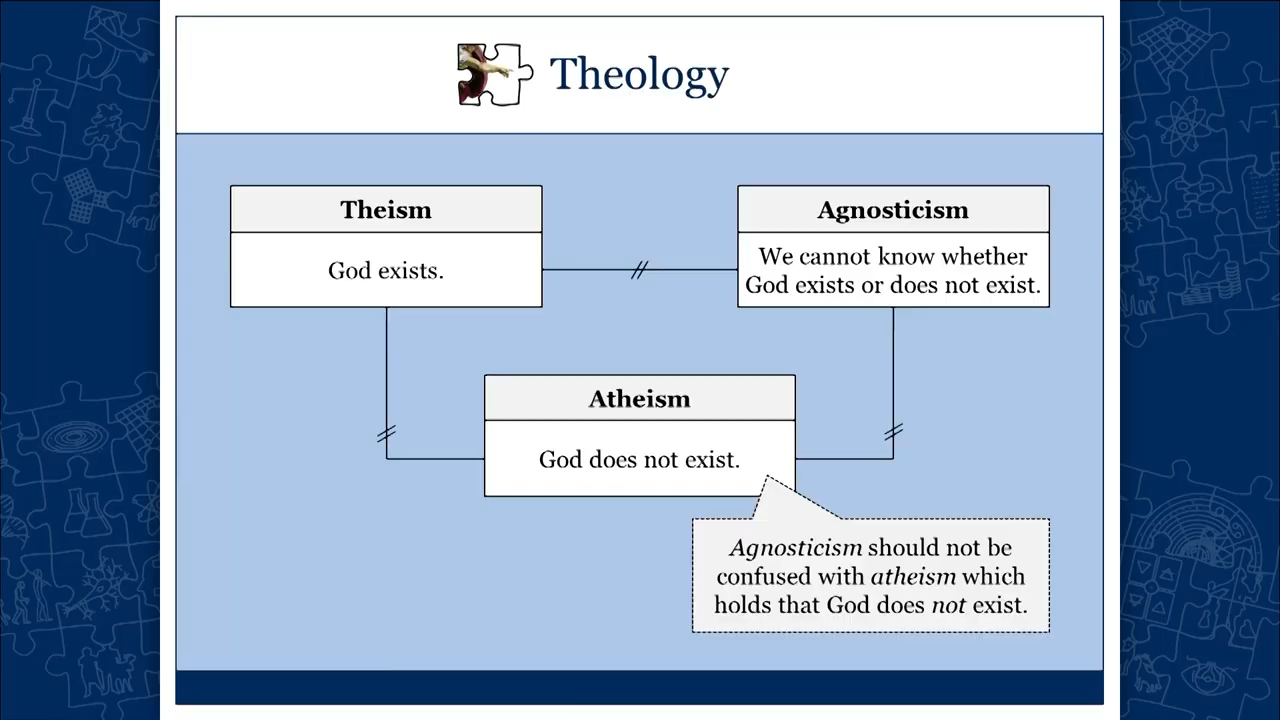 Theology
Theism
God exists.
Agnosticism
We cannot know whether
God exists or does not exist.
Atheism
God does not exist.
Agnosticism should not be
confused with atheism which
holds that God does not exist.